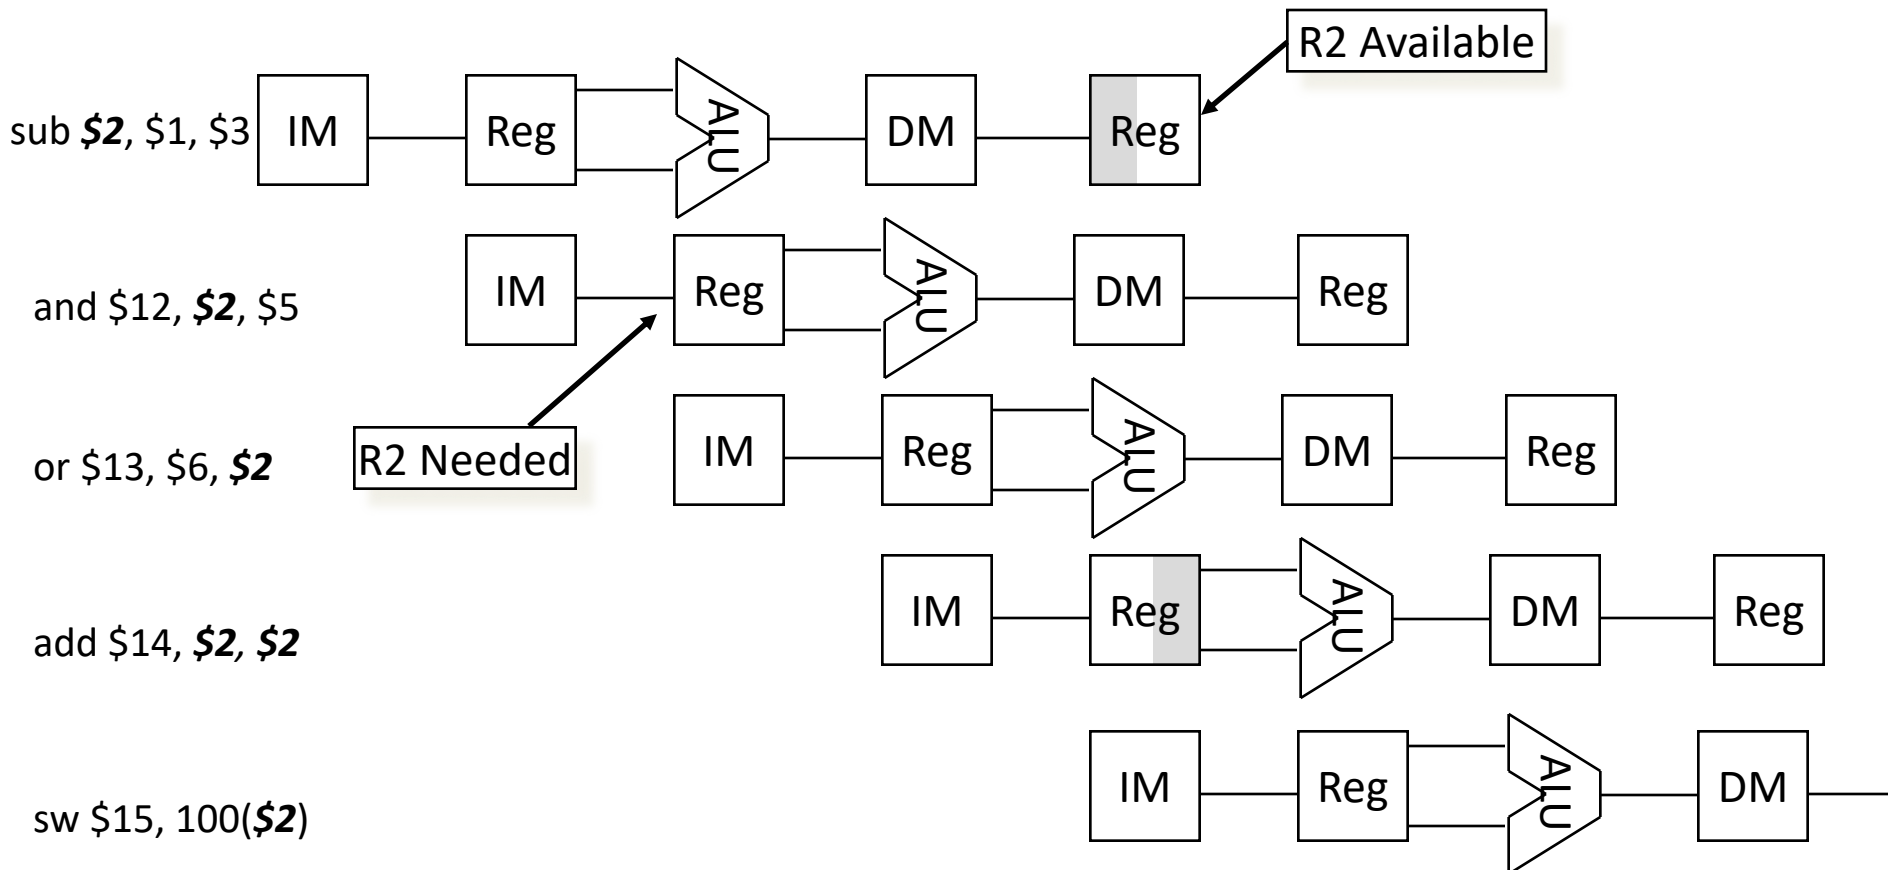 R2 Available
sub $2, $1, $3 IM Reg ALU DM Reg
and $12, $2, $5 IM Reg ALU DM Reg
or $13, $6, $2 R2 Needed IM Reg ALU DM Reg
add $14, $2, $2 IM Reg ALU DM Reg
sw $15, 100($2) IM Reg ALU DM